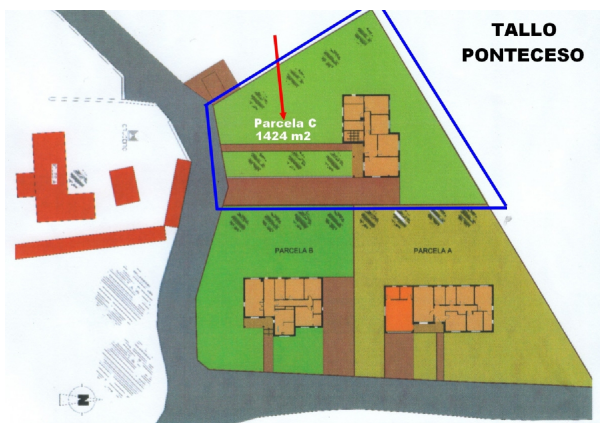 TALLO
PONTECESO
Parcela C
1424 m2
PARCELA B
PARCELA A
N